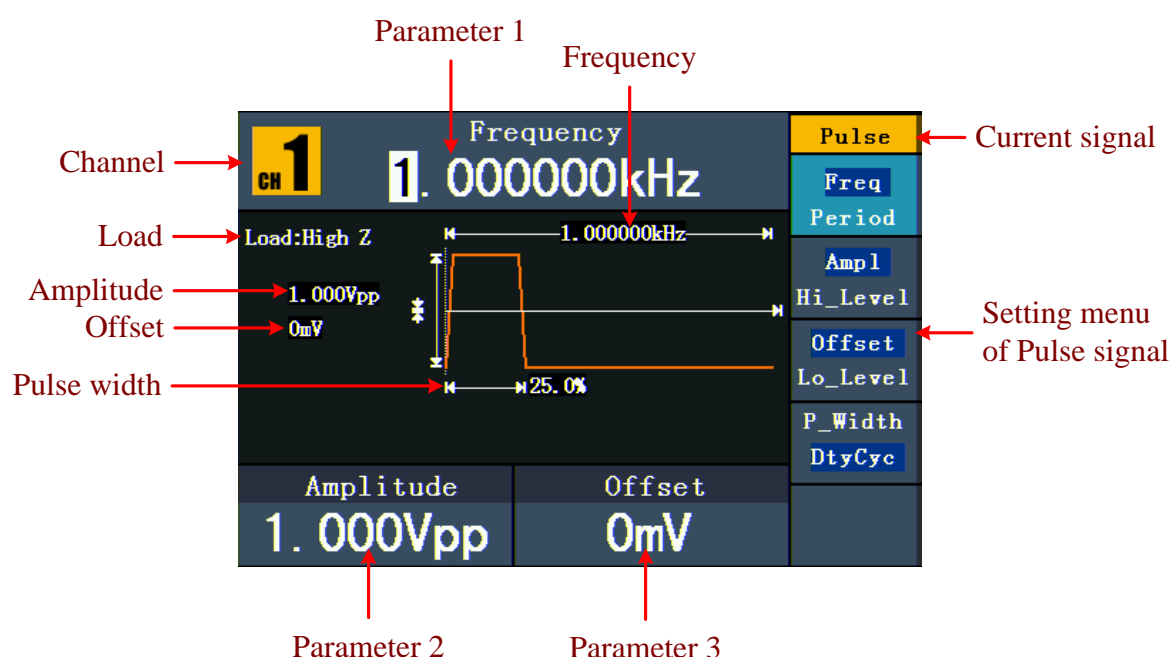 Parameter 1
Frequency
Frequency
Pulse
Current signal
Channel
CH 1
1.000000kHz
Freq
Period
Load
Load:High Z
1.000000kHz
Ampl
Hi_Level
Amplitude
1.000Vpp
Offset
0mV
Setting menu
of Pulse signal
Offset
Lo_Level
Pulse width
25.0%
P_Width
DtyCyc
Amplitude
Offset
1.000Vpp
0mV
Parameter 2
Parameter 3